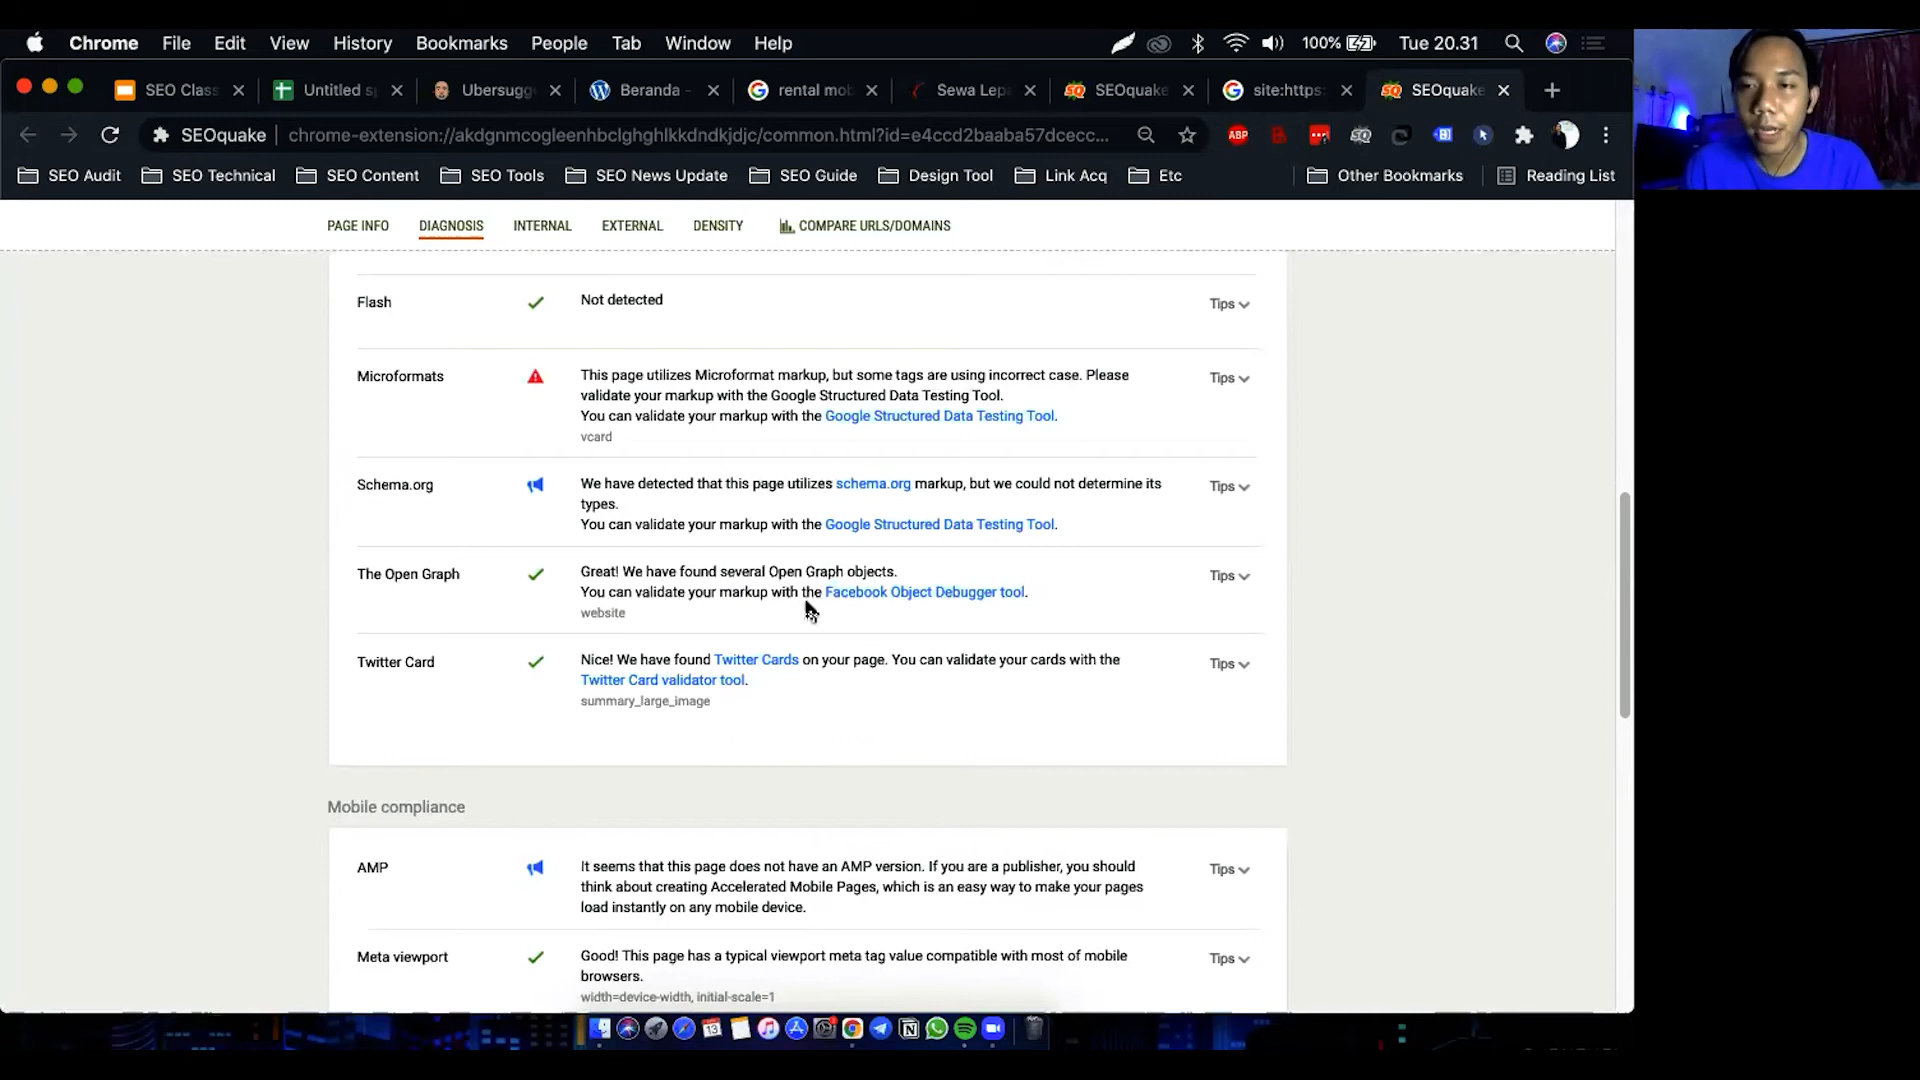 Chrome File Edit View History Bookmarks People Tab Window Help 100% Tue 20.31
SEO Class Untitled s Ubersugg Beranda - rental mo Sewa Lep SEOquake site:https: SEOquake
SEOquake chrome-extension://akdgnmcogleenhbclghghlkkdndkjdjc/common.html?id=e4ccd2baaba57dcecc... ABP
SEO Audit SEO Technical SEO Content SEO Tools SEO News Update SEO Guide Design Tool Link Acq Etc Other Bookmarks Reading List
PAGE INFO DIAGNOSIS INTERNAL EXTERNAL DENSITY COMPARE URLS/DOMAINS
Flash Not detected Tips
Microformats This page utilizes Microformat markup, but some tags are using incorrect case. Please Tips
validate your markup with the Google Structured Data Testing Tool.
You can validate your markup with the Google Structured Data Testing Tool.
vcard
Schema.org We have detected that this page utilizes schema.org markup, but we could not determine its Tips
types.
You can validate your markup with the Google Structured Data Testing Tool.
The Open Graph Great! We have found several Open Graph objects. Tips
You can validate your markup with the Facebook Object Debugger tool.
website
Twitter Card Nice! We have found Twitter Cards on your page. You can validate your cards with the Tips
Twitter Card validator tool.
summary_large_image
Mobile compliance
AMP It seems that this page does not have an AMP version. If you are a publisher, you should Tips
think about creating Accelerated Mobile Pages, which is an easy way to make your pages
load instantly on any mobile device.
Meta viewport Good! This page has a typical viewport meta tag value compatible with most of mobile Tips
browsers.
width=device-width, initial-scale=1
13